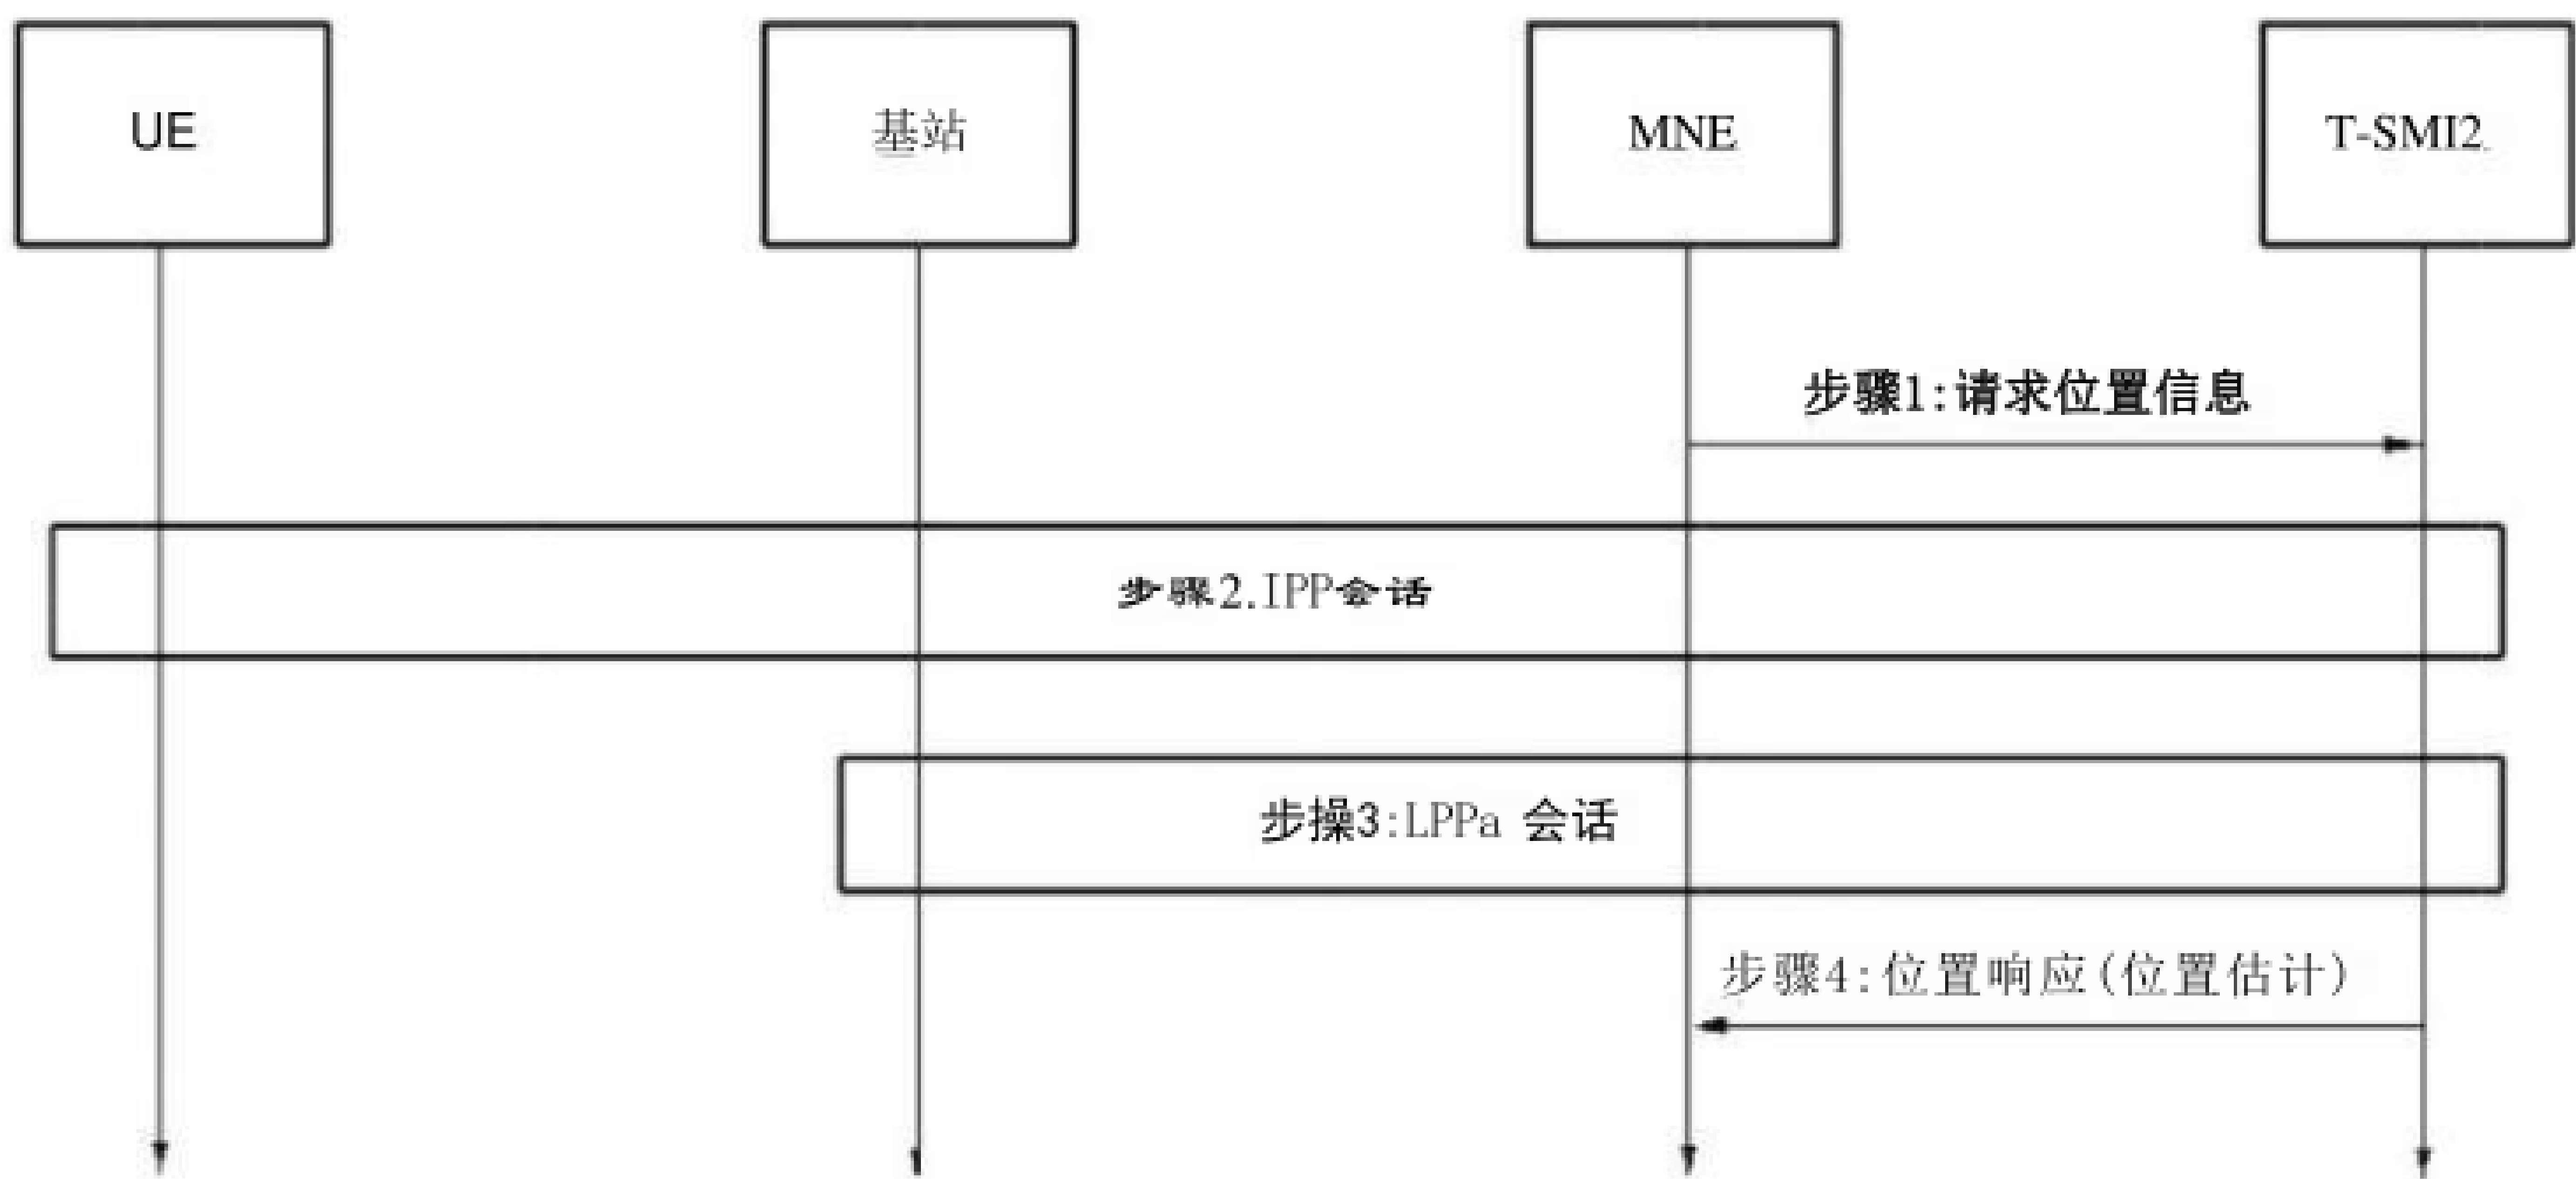 UE
基站
MNE
T-SMI2
步骤1:请求位置信息
步骤2.IPP会话
步操3:LPPa 会话
步骤4:位置响应(位置估计)